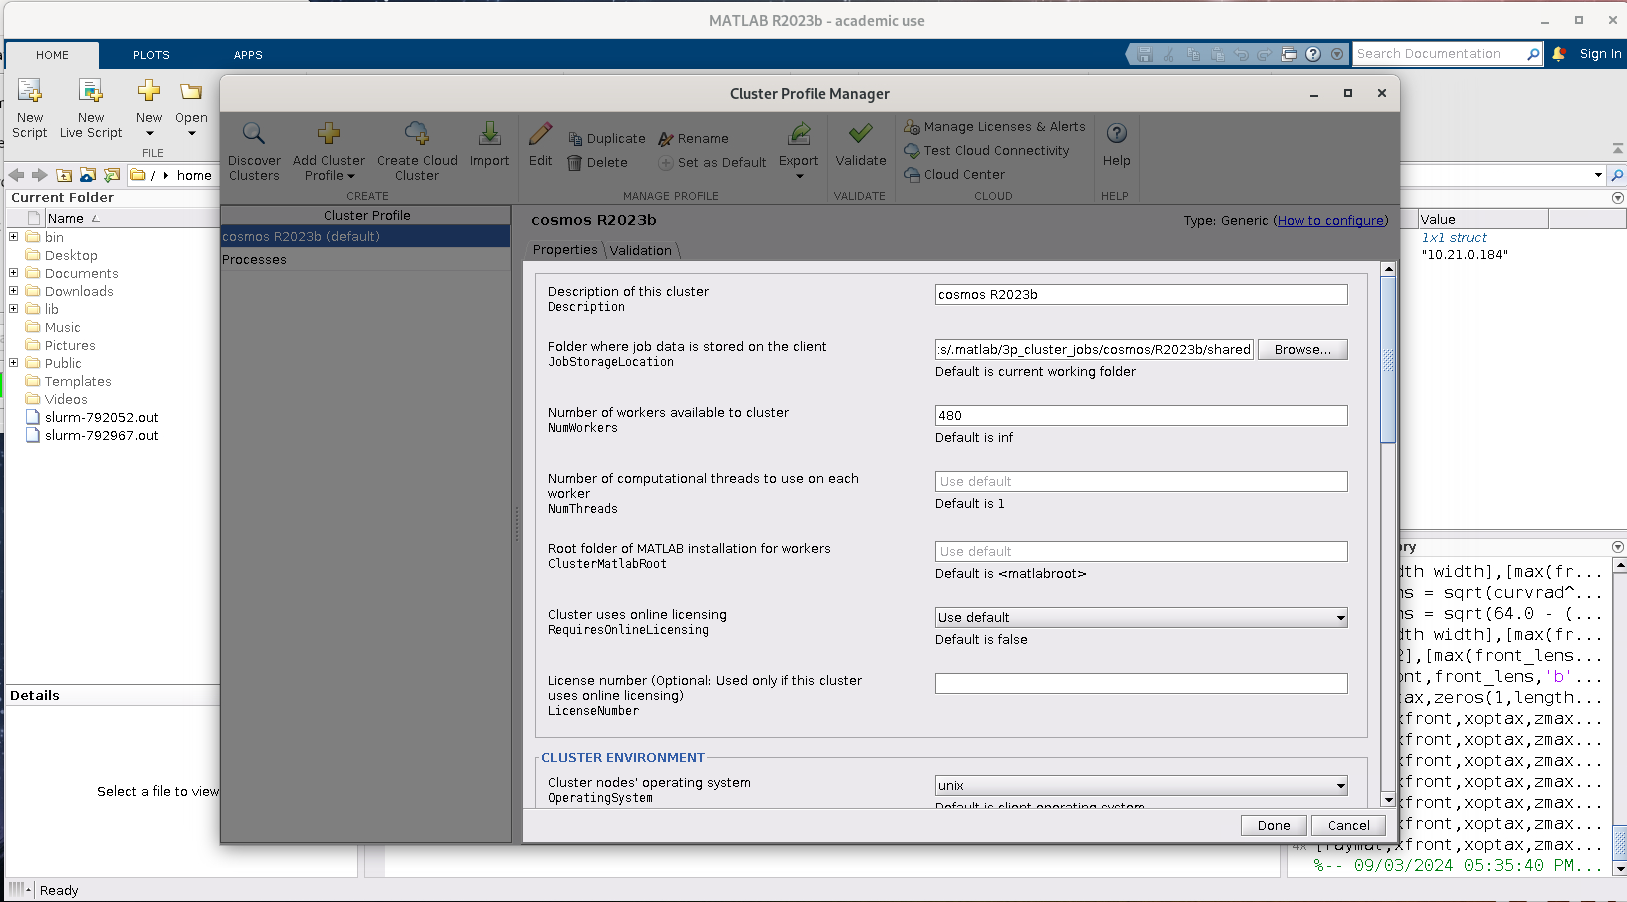 MATLAB R2023b - academic use
HOME
PLOTS
APPS
Search Documentation
Sign In
New Script
New Live Script
New
Open
FILE
/
home
Current Folder
Name
bin
Desktop
Documents
Downloads
lib
Music
Pictures
Public
Templates
Videos
slurm-792052.out
slurm-792967.out
Details
Select a file to view
Ready
Cluster Profile Manager
Discover Clusters
Add Cluster Profile
Create Cloud Cluster
Import
CREATE
Edit
Duplicate
Delete
Rename
Set as Default
Export
MANAGE PROFILE
Validate
VALIDATE
Manage Licenses & Alerts
Test Cloud Connectivity
Cloud Center
CLOUD
Help
HELP
Cluster Profile
cosmos R2023b (default)
Processes
cosmos R2023b
Type: Generic (How to configure)
Properties
Validation
Description of this cluster
Description
cosmos R2023b
Folder where job data is stored on the client
JobStorageLocation
:s/.matlab/3p_cluster_jobs/cosmos/R2023b/shared
Browse...
Default is current working folder
Number of workers available to cluster
NumWorkers
480
Default is inf
Number of computational threads to use on each
worker
NumThreads
Use default
Default is 1
Root folder of MATLAB installation for workers
ClusterMatlabRoot
Use default
Default is <matlabroot>
Cluster uses online licensing
RequiresOnlineLicensing
Use default
Default is false
License number (Optional: Used only if this cluster
uses online licensing)
LicenseNumber
CLUSTER ENVIRONMENT
Cluster nodes' operating system
OperatingSystem
unix
Default is client operating system
Done
Cancel
Value
1x1 struct
"10.21.0.184"
ry
dth width],[max(fr...
ns = sqrt(curvrad^...
ns = sqrt(64.0 - (...
dth width],[max(fr...
2],[max(front_lens...
ont,front_lens,'b'...
tax,zeros(1,length...
xfront,xoptax,zmax...
xfront,xoptax,zmax...
xfront,xoptax,zmax...
xfront,xoptax,zmax...
xfront,xoptax,zmax...
xfront,xoptax,zmax...
[raymat,xfront,xoptax,zmax...
%-- 09/03/2024 05:35:40 PM...